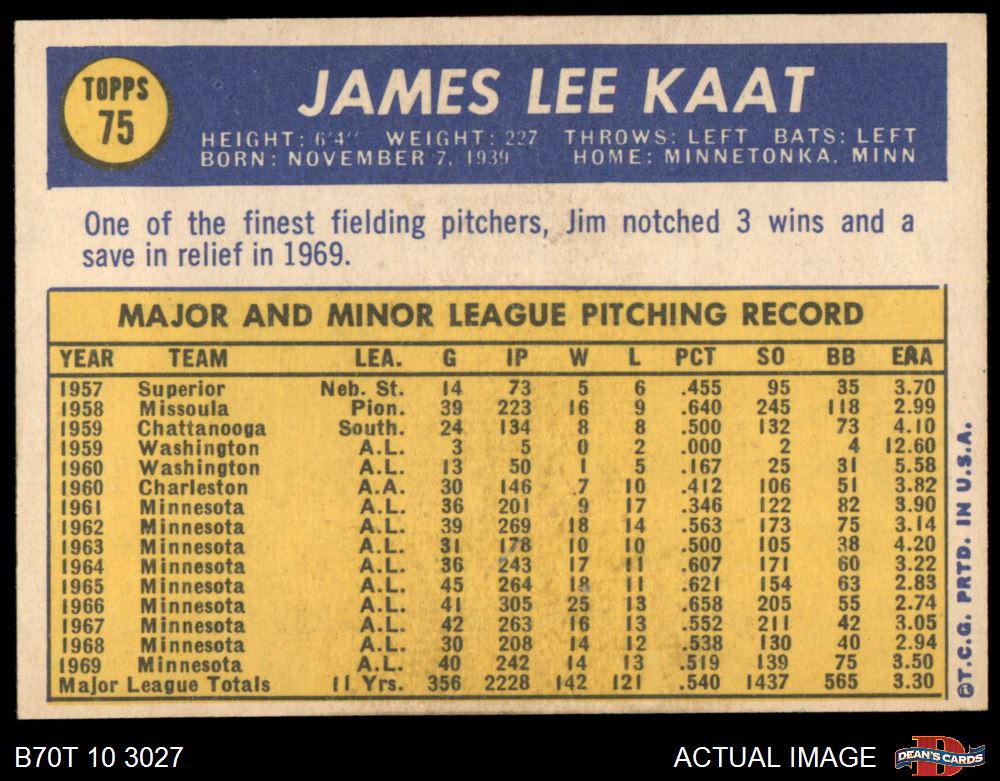 TOPPS
75
JAMES LEE KAAT
HEIGHT: 6'4" WEIGHT: 227 THROWS: LEFT BATS: LEFT
BORN: NOVEMBER 7, 1939 HOME: MINNETONKA, MINN
One of the finest fielding pitchers, Jim notched 3 wins and a
save in relief in 1969.
MAJOR AND MINOR LEAGUE PITCHING RECORD
YEAR TEAM LEA. G IP W L PCT SO BB ERA
1957 Superior Neb. St. 14 73 5 6 .455 95 35 3.70
1958 Missoula Pion. 39 223 16 9 .640 245 118 2.99
1959 Chattanooga South. 24 134 8 8 .500 132 73 4.10
1959 Washington A.L. 3 5 0 2 .000 2 4 12.60
1960 Washington A.L. 13 50 1 5 .167 25 31 5.58
1960 Charleston A.A. 30 146 .7 10 .412 106 51 3.82
1961 Minnesota A.L. 36 201 9 17 .346 122 82 3.90
1962 Minnesota A.L. 39 269 18 14 .563 173 75 3.14
1963 Minnesota A.L. 31 178 10 10 .500 105 38 4.20
1964 Minnesota A.L. 36 243 17 11 .607 171 60 3.22
1965 Minnesota A.L. 45 264 18 11 .621 154 63 2.83
1966 Minnesota A.L. 41 305 25 13 .658 205 55 2.74
1967 Minnesota A.L. 42 263 16 13 .552 211 42 3.05
1968 Minnesota A.L. 30 208 14 12 .538 130 40 2.94
1969 Minnesota A.L. 40 242 14 13 .519 139 75 3.50
Major League Totals 11 Yrs. 356 2228 142 121 .540 1437 565 3.30
©T.C.G. PRTD. IN U.S.A.
B70T 10 3027
ACTUAL IMAGE
D
DEAN'S CARDS